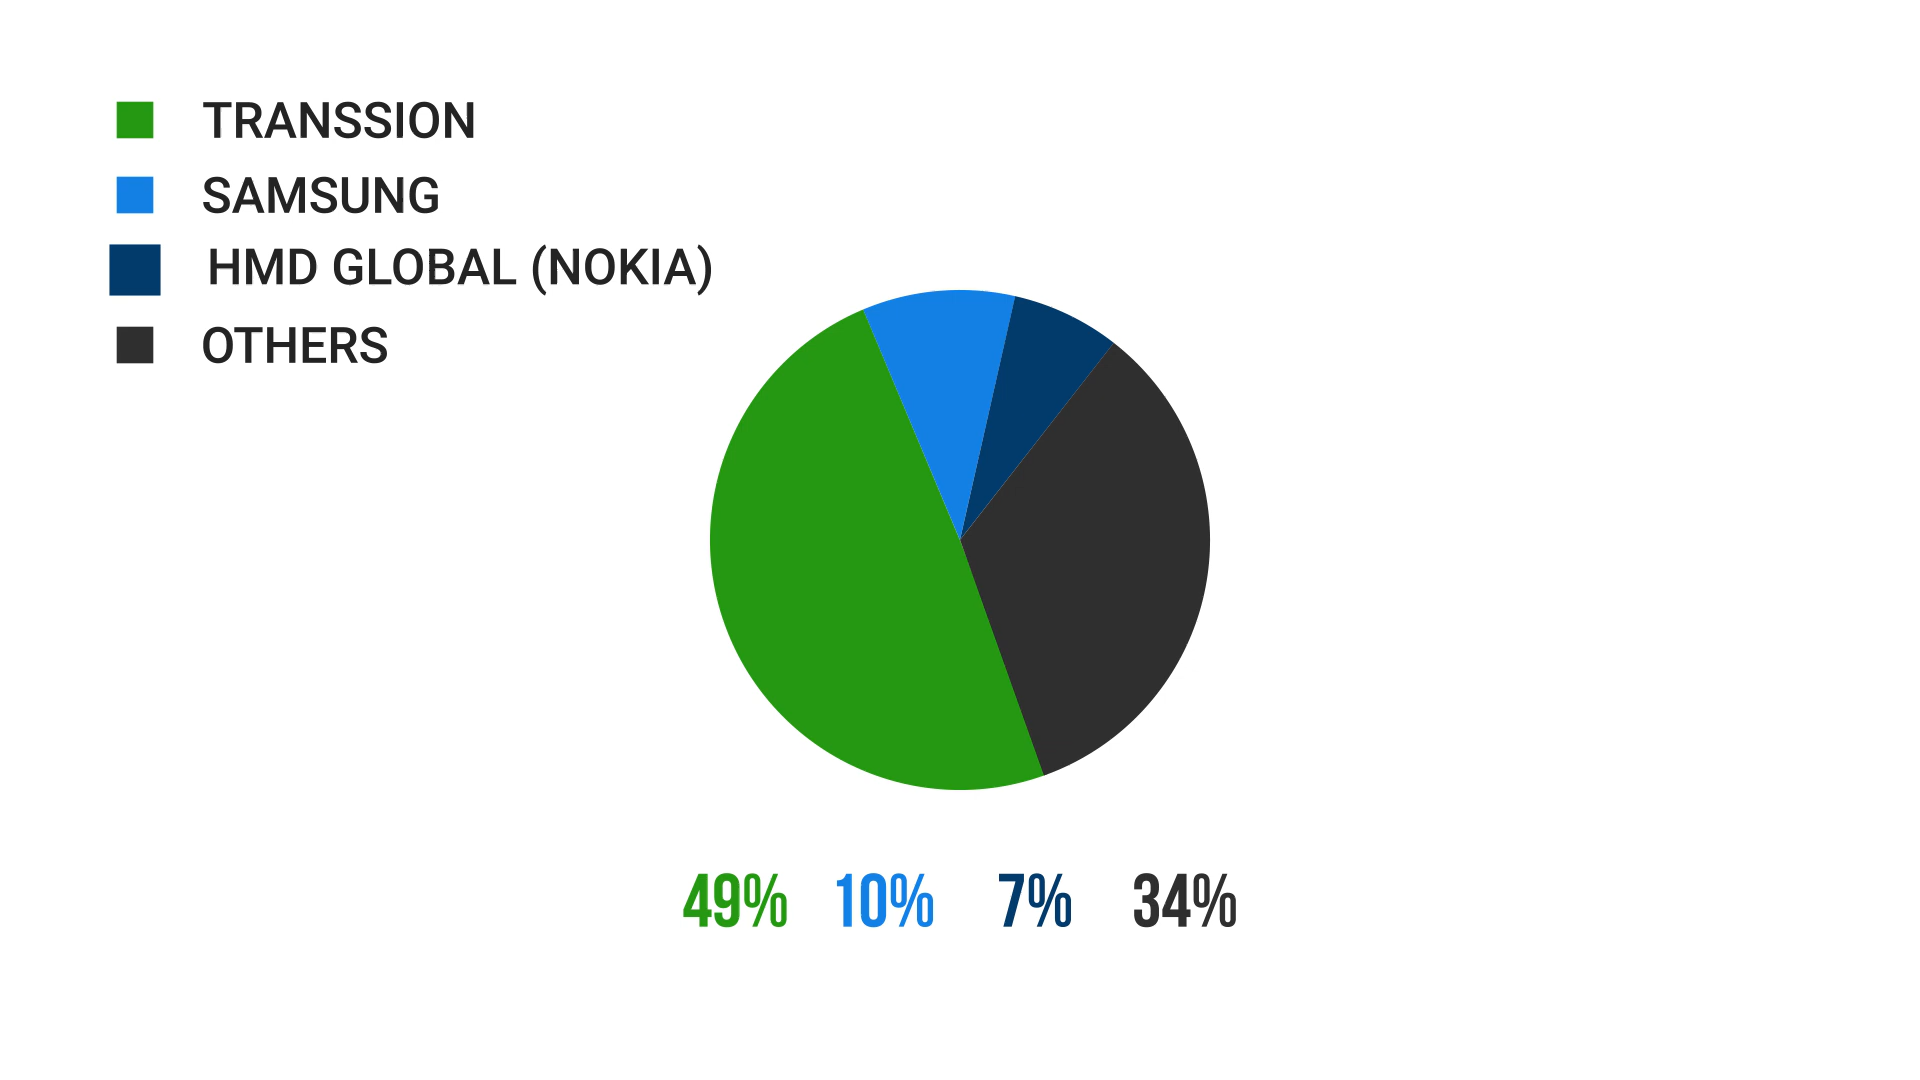 TRANSSION
SAMSUNG
HMD GLOBAL (NOKIA)
OTHERS
49% 10% 7% 34%